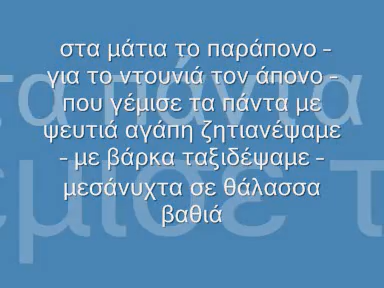 στα μάτια το παράπονο -
για το ντουνιά τον άπονο -
που γέμισε τα πάντα με
ψευτιά αγάπη ζητιανέψαμε
- με βάρκα ταξιδέψαμε -
μεσάνυχτα σε θάλασσα
βαθιά